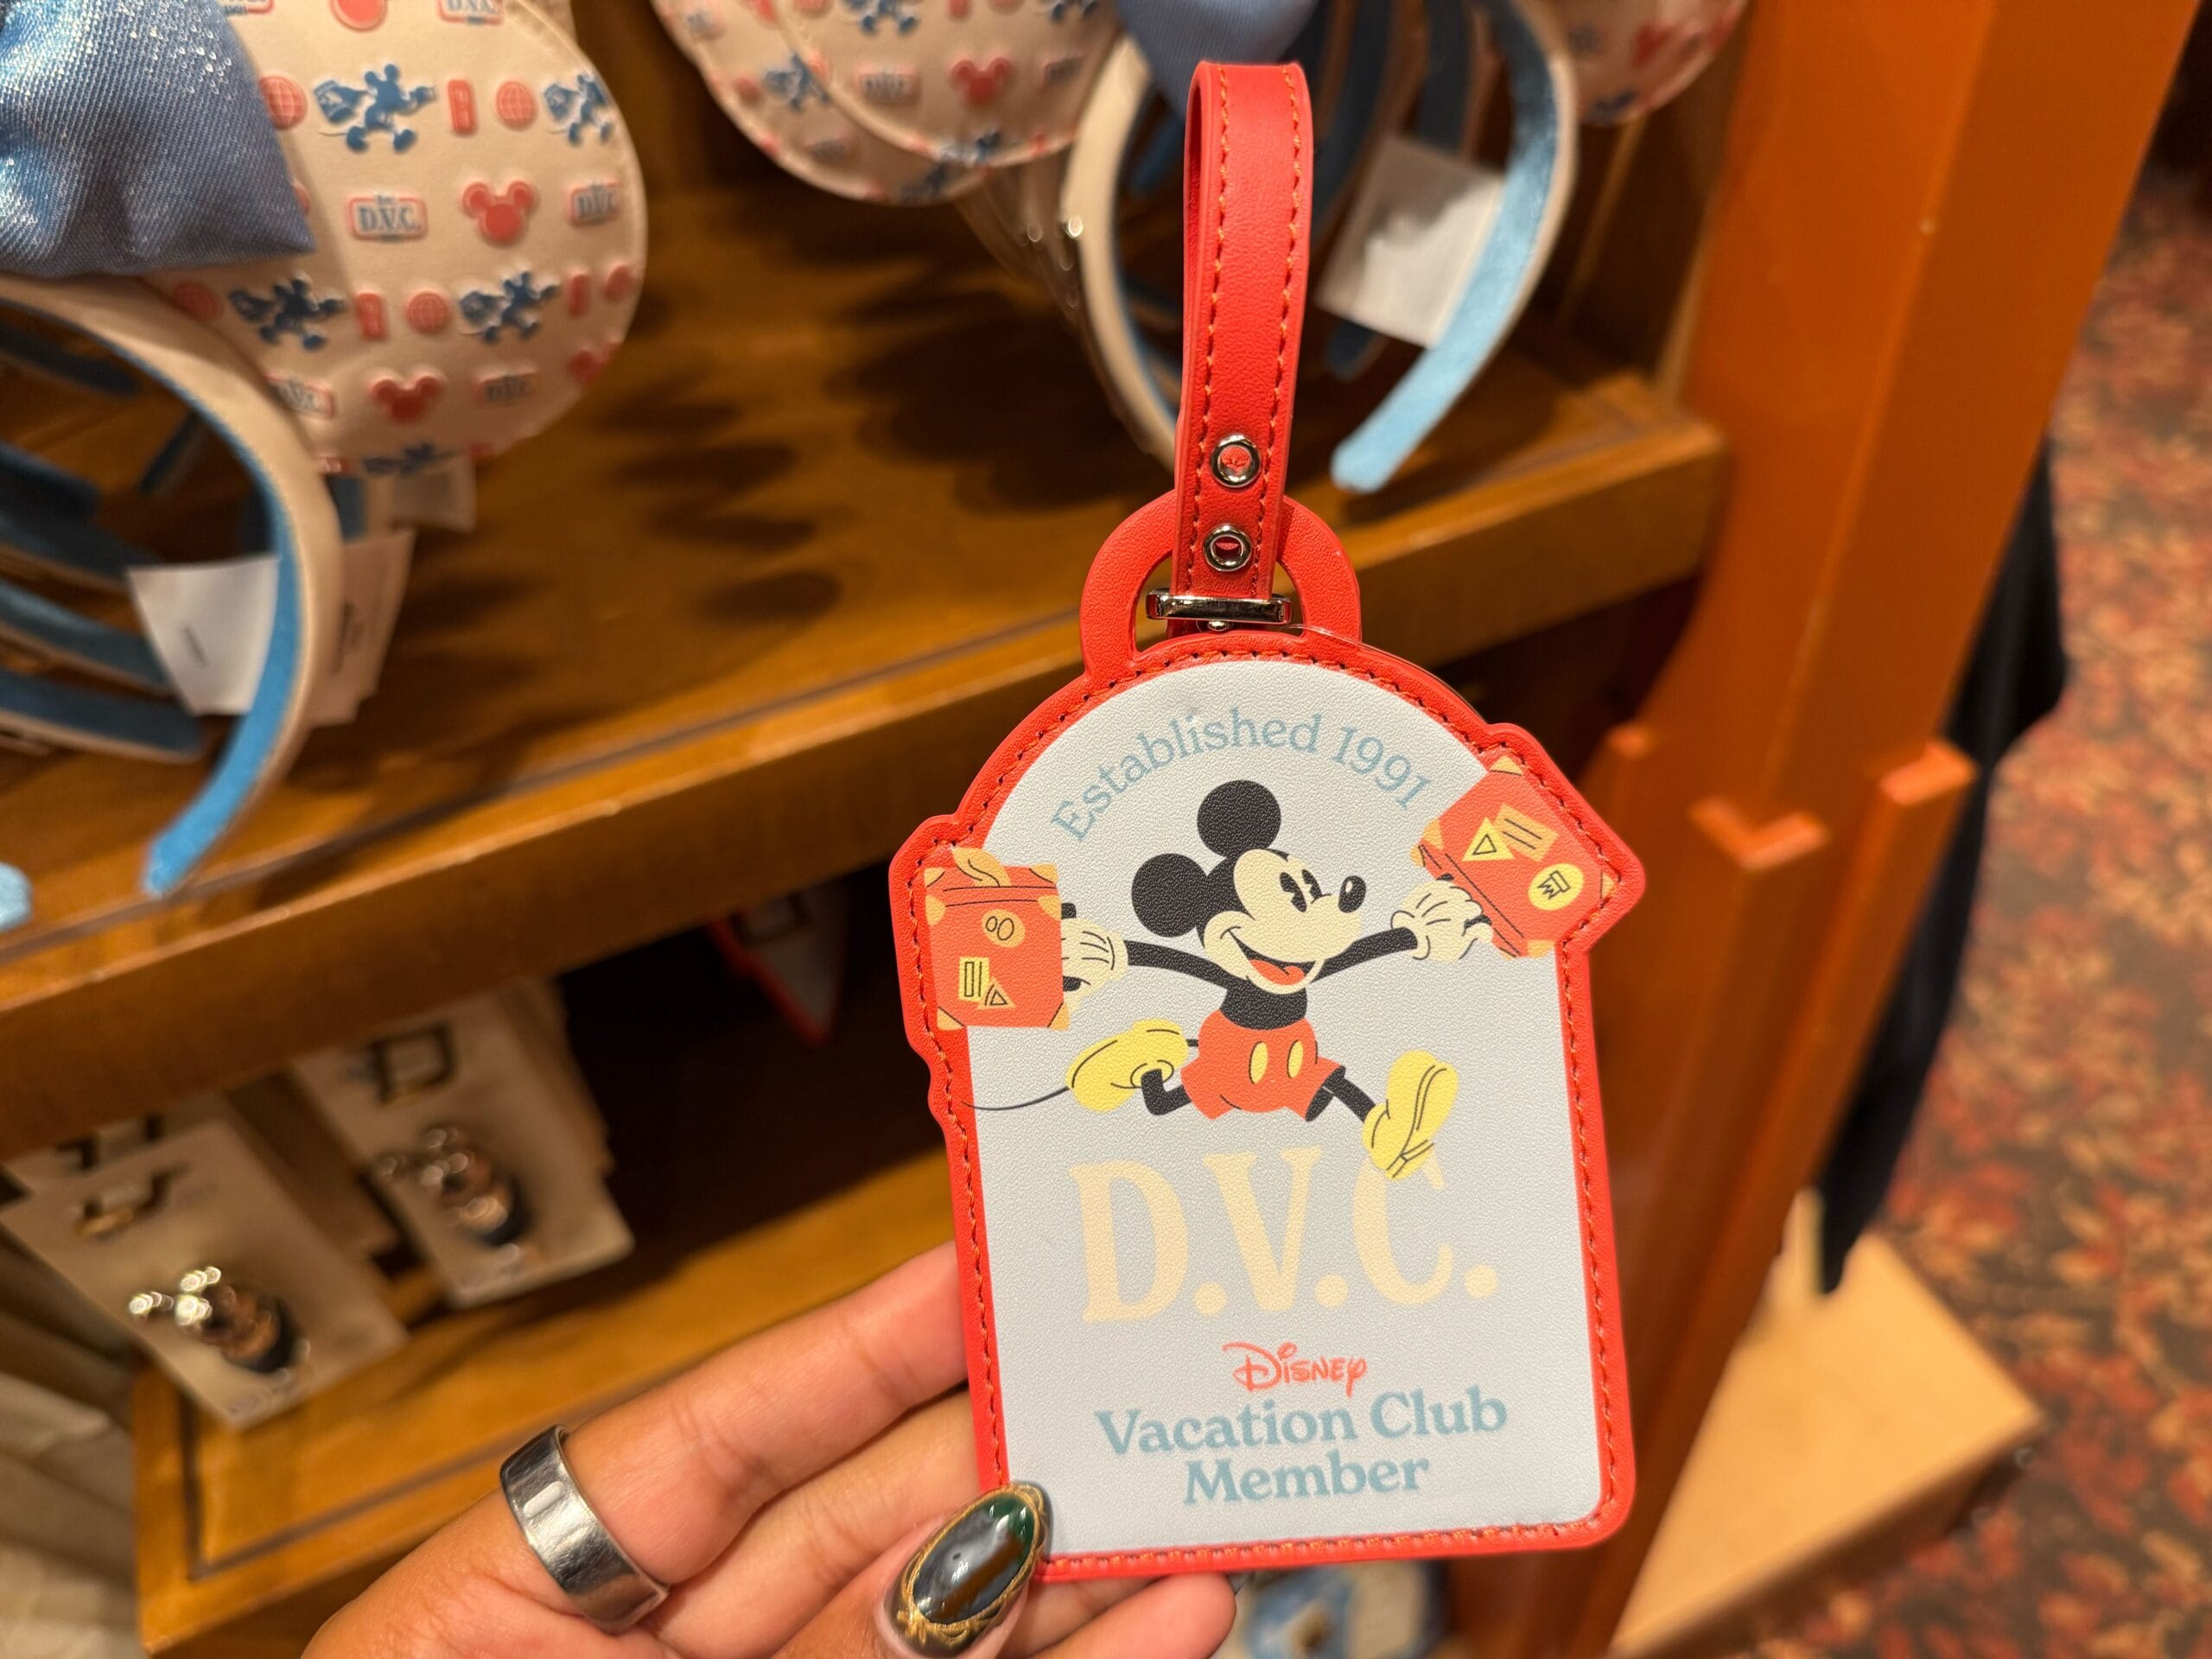 D.V.C.
D.V.C.
Established 1991
D.V.C.
Disney
Vacation Club
Member